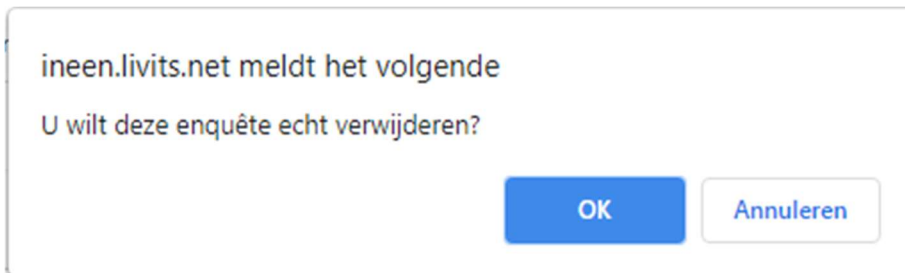 ineen.livits.net meldt het volgende
U wilt deze enquête echt verwijderen?
OK
Annuleren